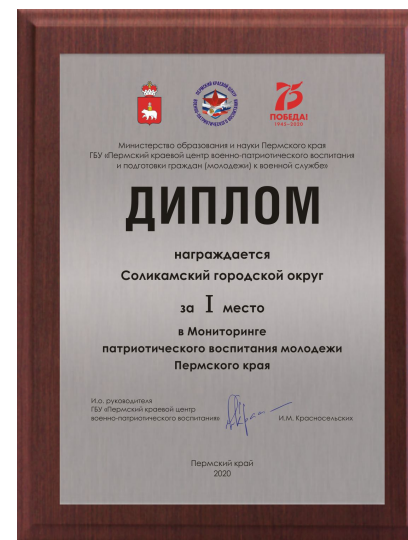 75
ПОБЕДА!
1945–2020
Министерство образования и науки Пермского края
ГБУ «Пермский краевой центр военно-патриотического воспитания
и подготовки граждан (молодежи) к военной службе»
ДИПЛОМ
награждается
Соликамский городской округ
за I место
в Мониторинге
патриотического воспитания молодежи
Пермского края
И.о. руководителя
ГБУ «Пермский краевой центр
военно-патриотического воспитания»
И.М. Красносельских
Пермский край
2020